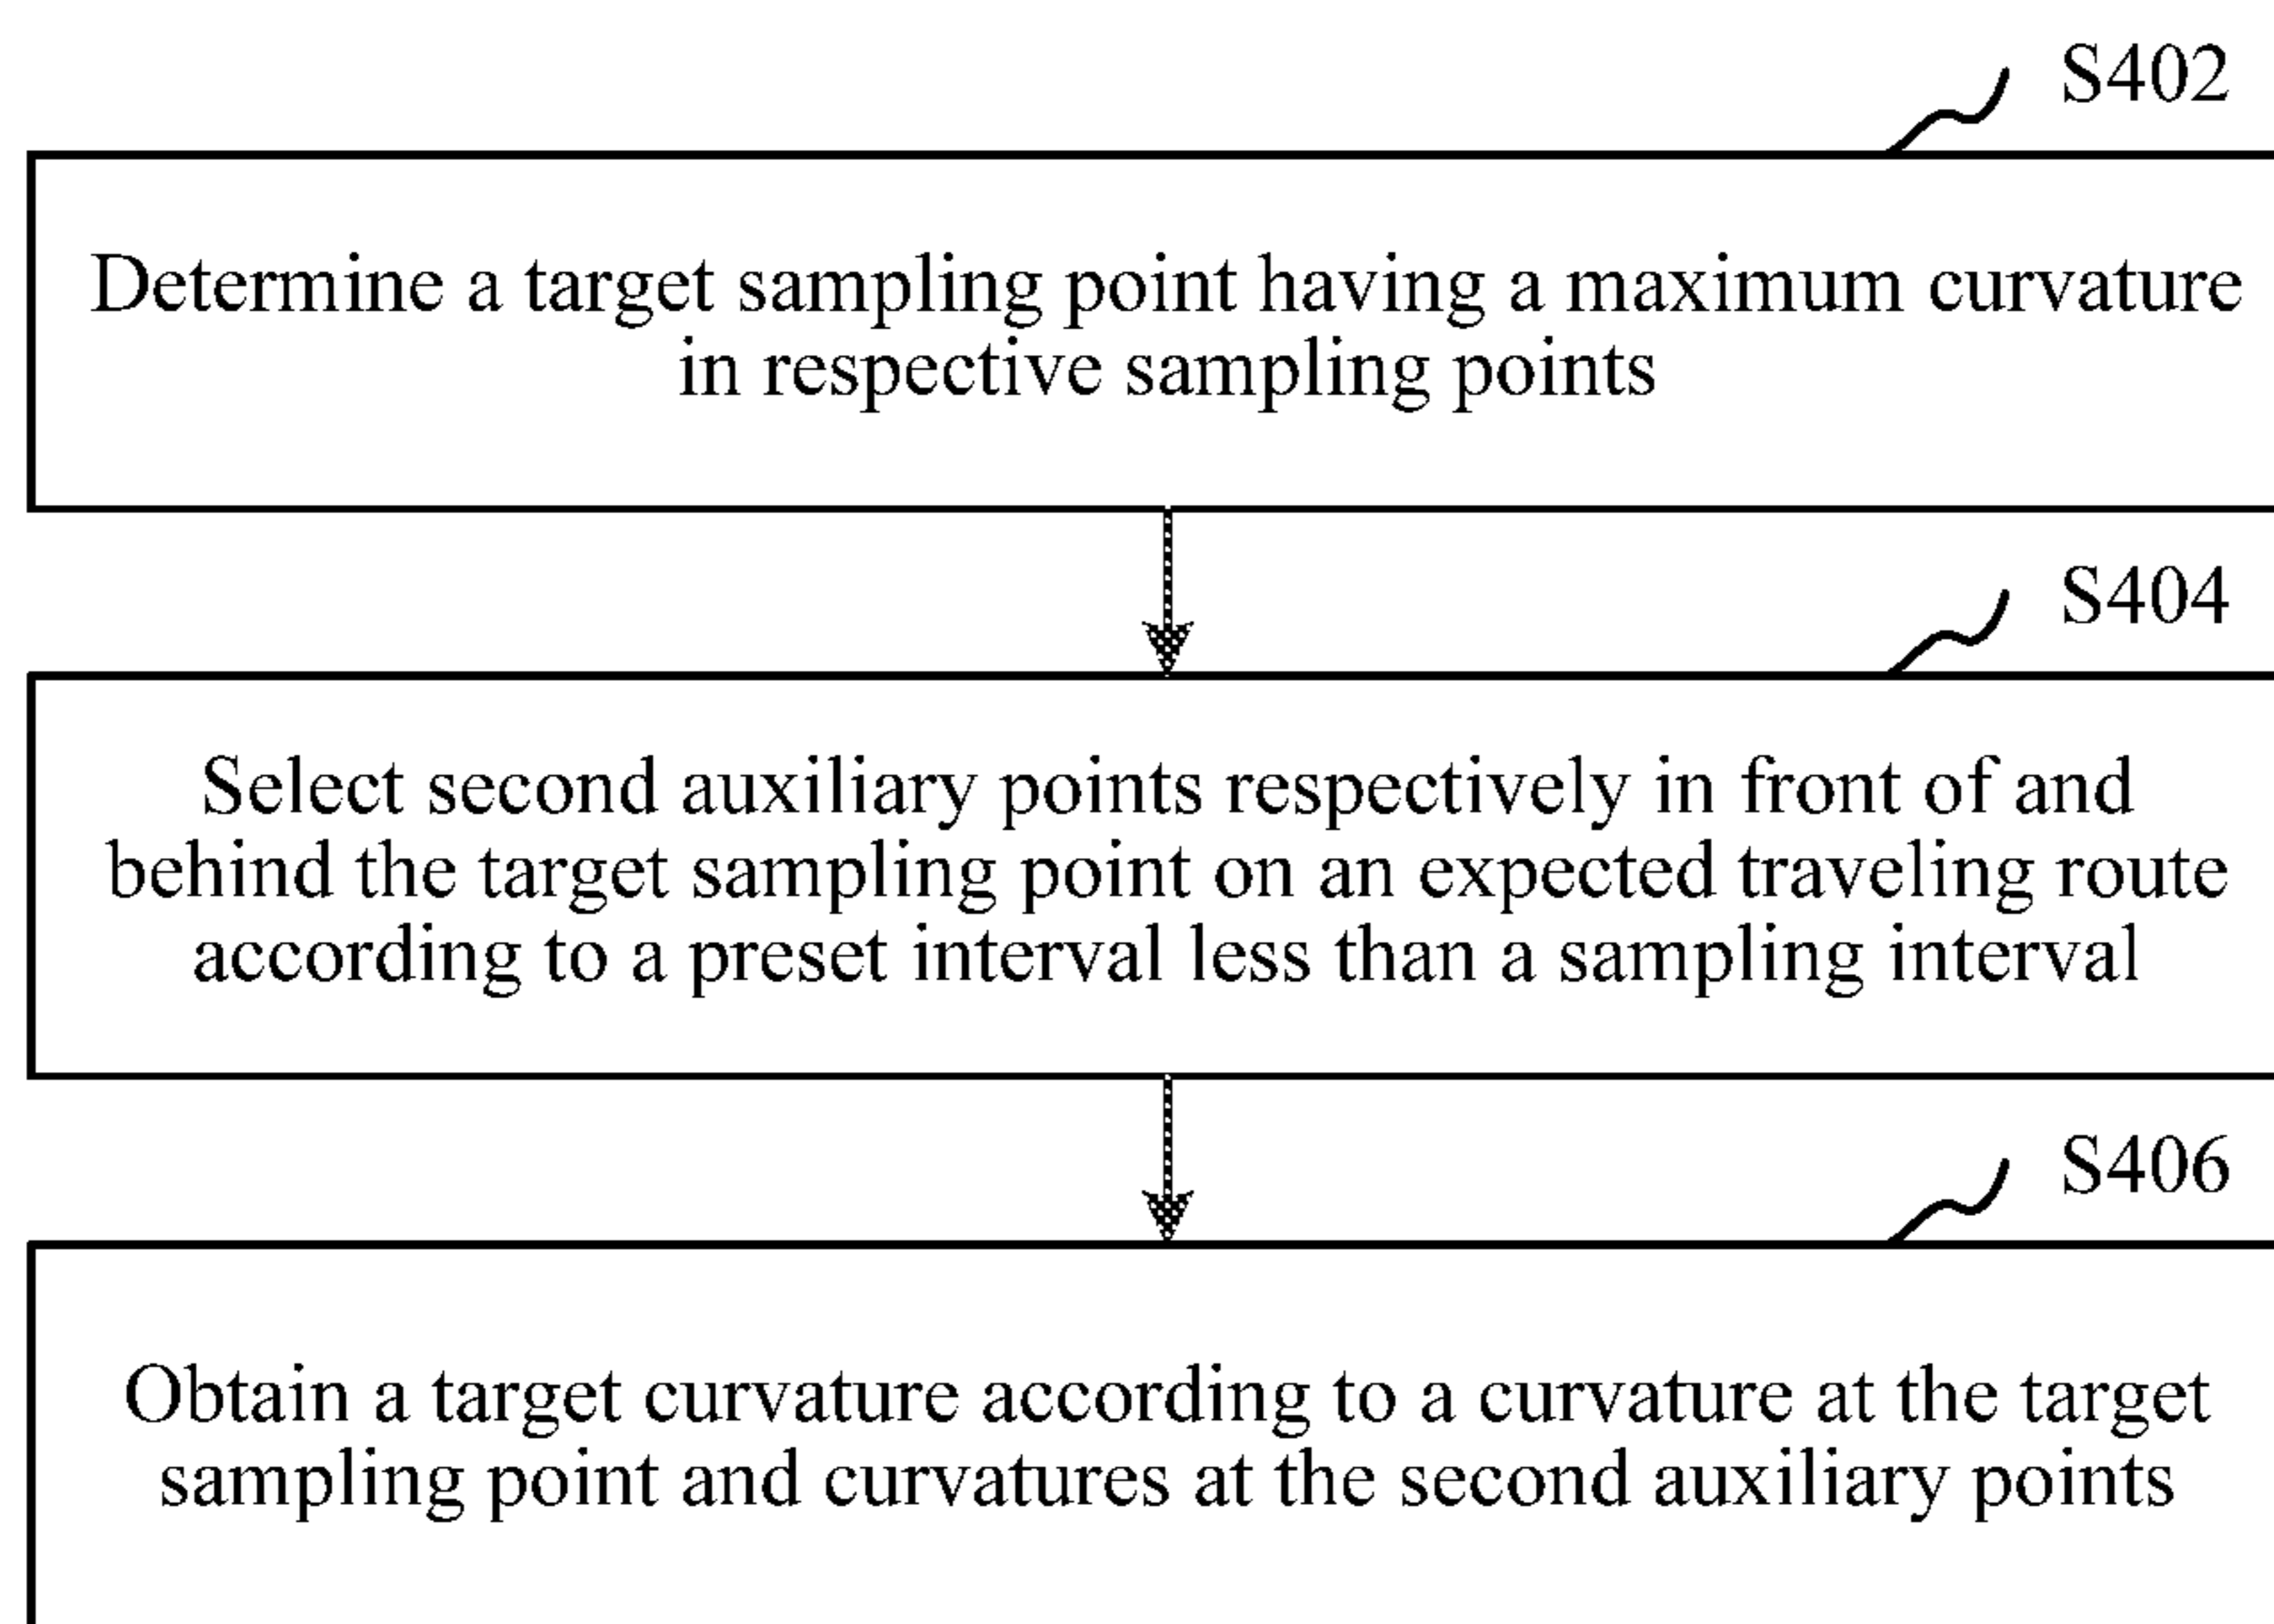 S402
Determine a target sampling point having a maximum curvature
in respective sampling points
S404
Select second auxiliary points respectively in front of and
behind the target sampling point on an expected traveling route
according to a preset interval less than a sampling interval
S406
Obtain a target curvature according to a curvature at the target
sampling point and curvatures at the second auxiliary points